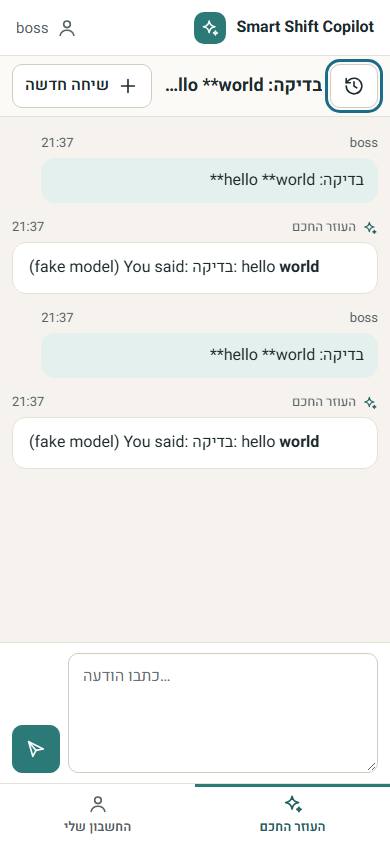 Smart Shift Copilot
boss
בדיקה: hello **world...
שיחה חדשה
boss 21:37
בדיקה: hello **world**
העוזר החכם 21:37
(fake model) You said: בדיקה: hello world
boss 21:37
בדיקה: hello **world**
העוזר החכם 21:37
(fake model) You said: בדיקה: hello world
כתבו הודעה...
העוזר החכם
החשבון שלי